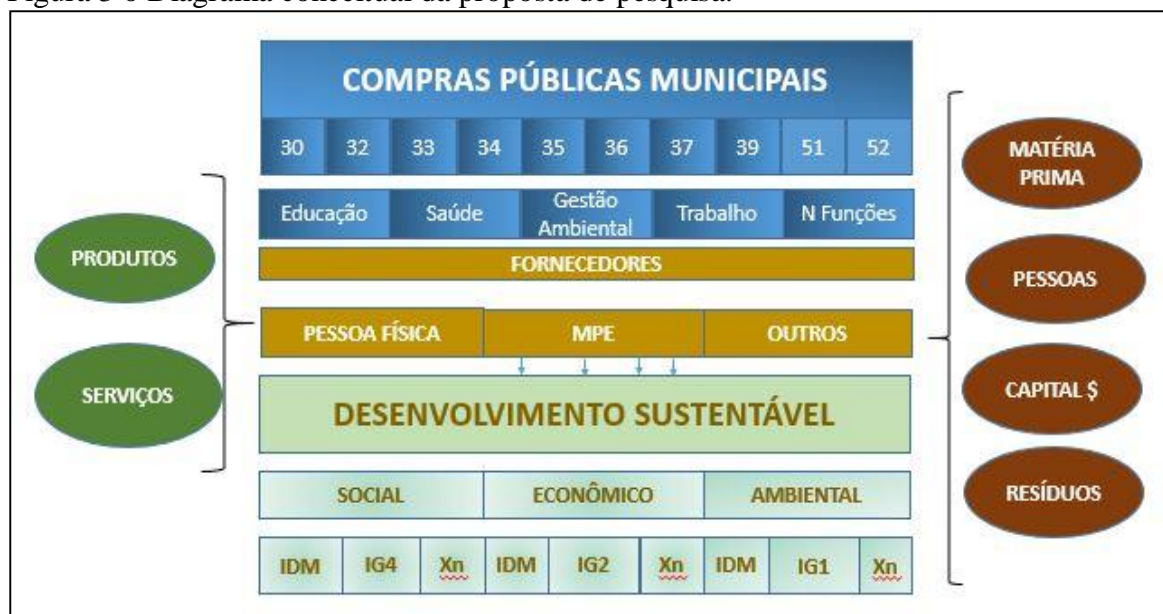 Figura 3-6 Diagrama conceitual da proposta de pesquisa.
COMPRAS PÚBLICAS MUNICIPAIS
30 32 33 34 35 36 37 39 51 52
Educação Saúde Gestão Ambiental Trabalho N Funções
FORNECEDORES
PESSOA FÍSICA MPE OUTROS
DESENVOLVIMENTO SUSTENTÁVEL
SOCIAL ECONÔMICO AMBIENTAL
IDM IG4 Xn IDM IG2 Xn IDM IG1 Xn
PRODUTOS
SERVIÇOS
MATÉRIA
PRIMA
PESSOAS
CAPITAL $
RESÍDUOS